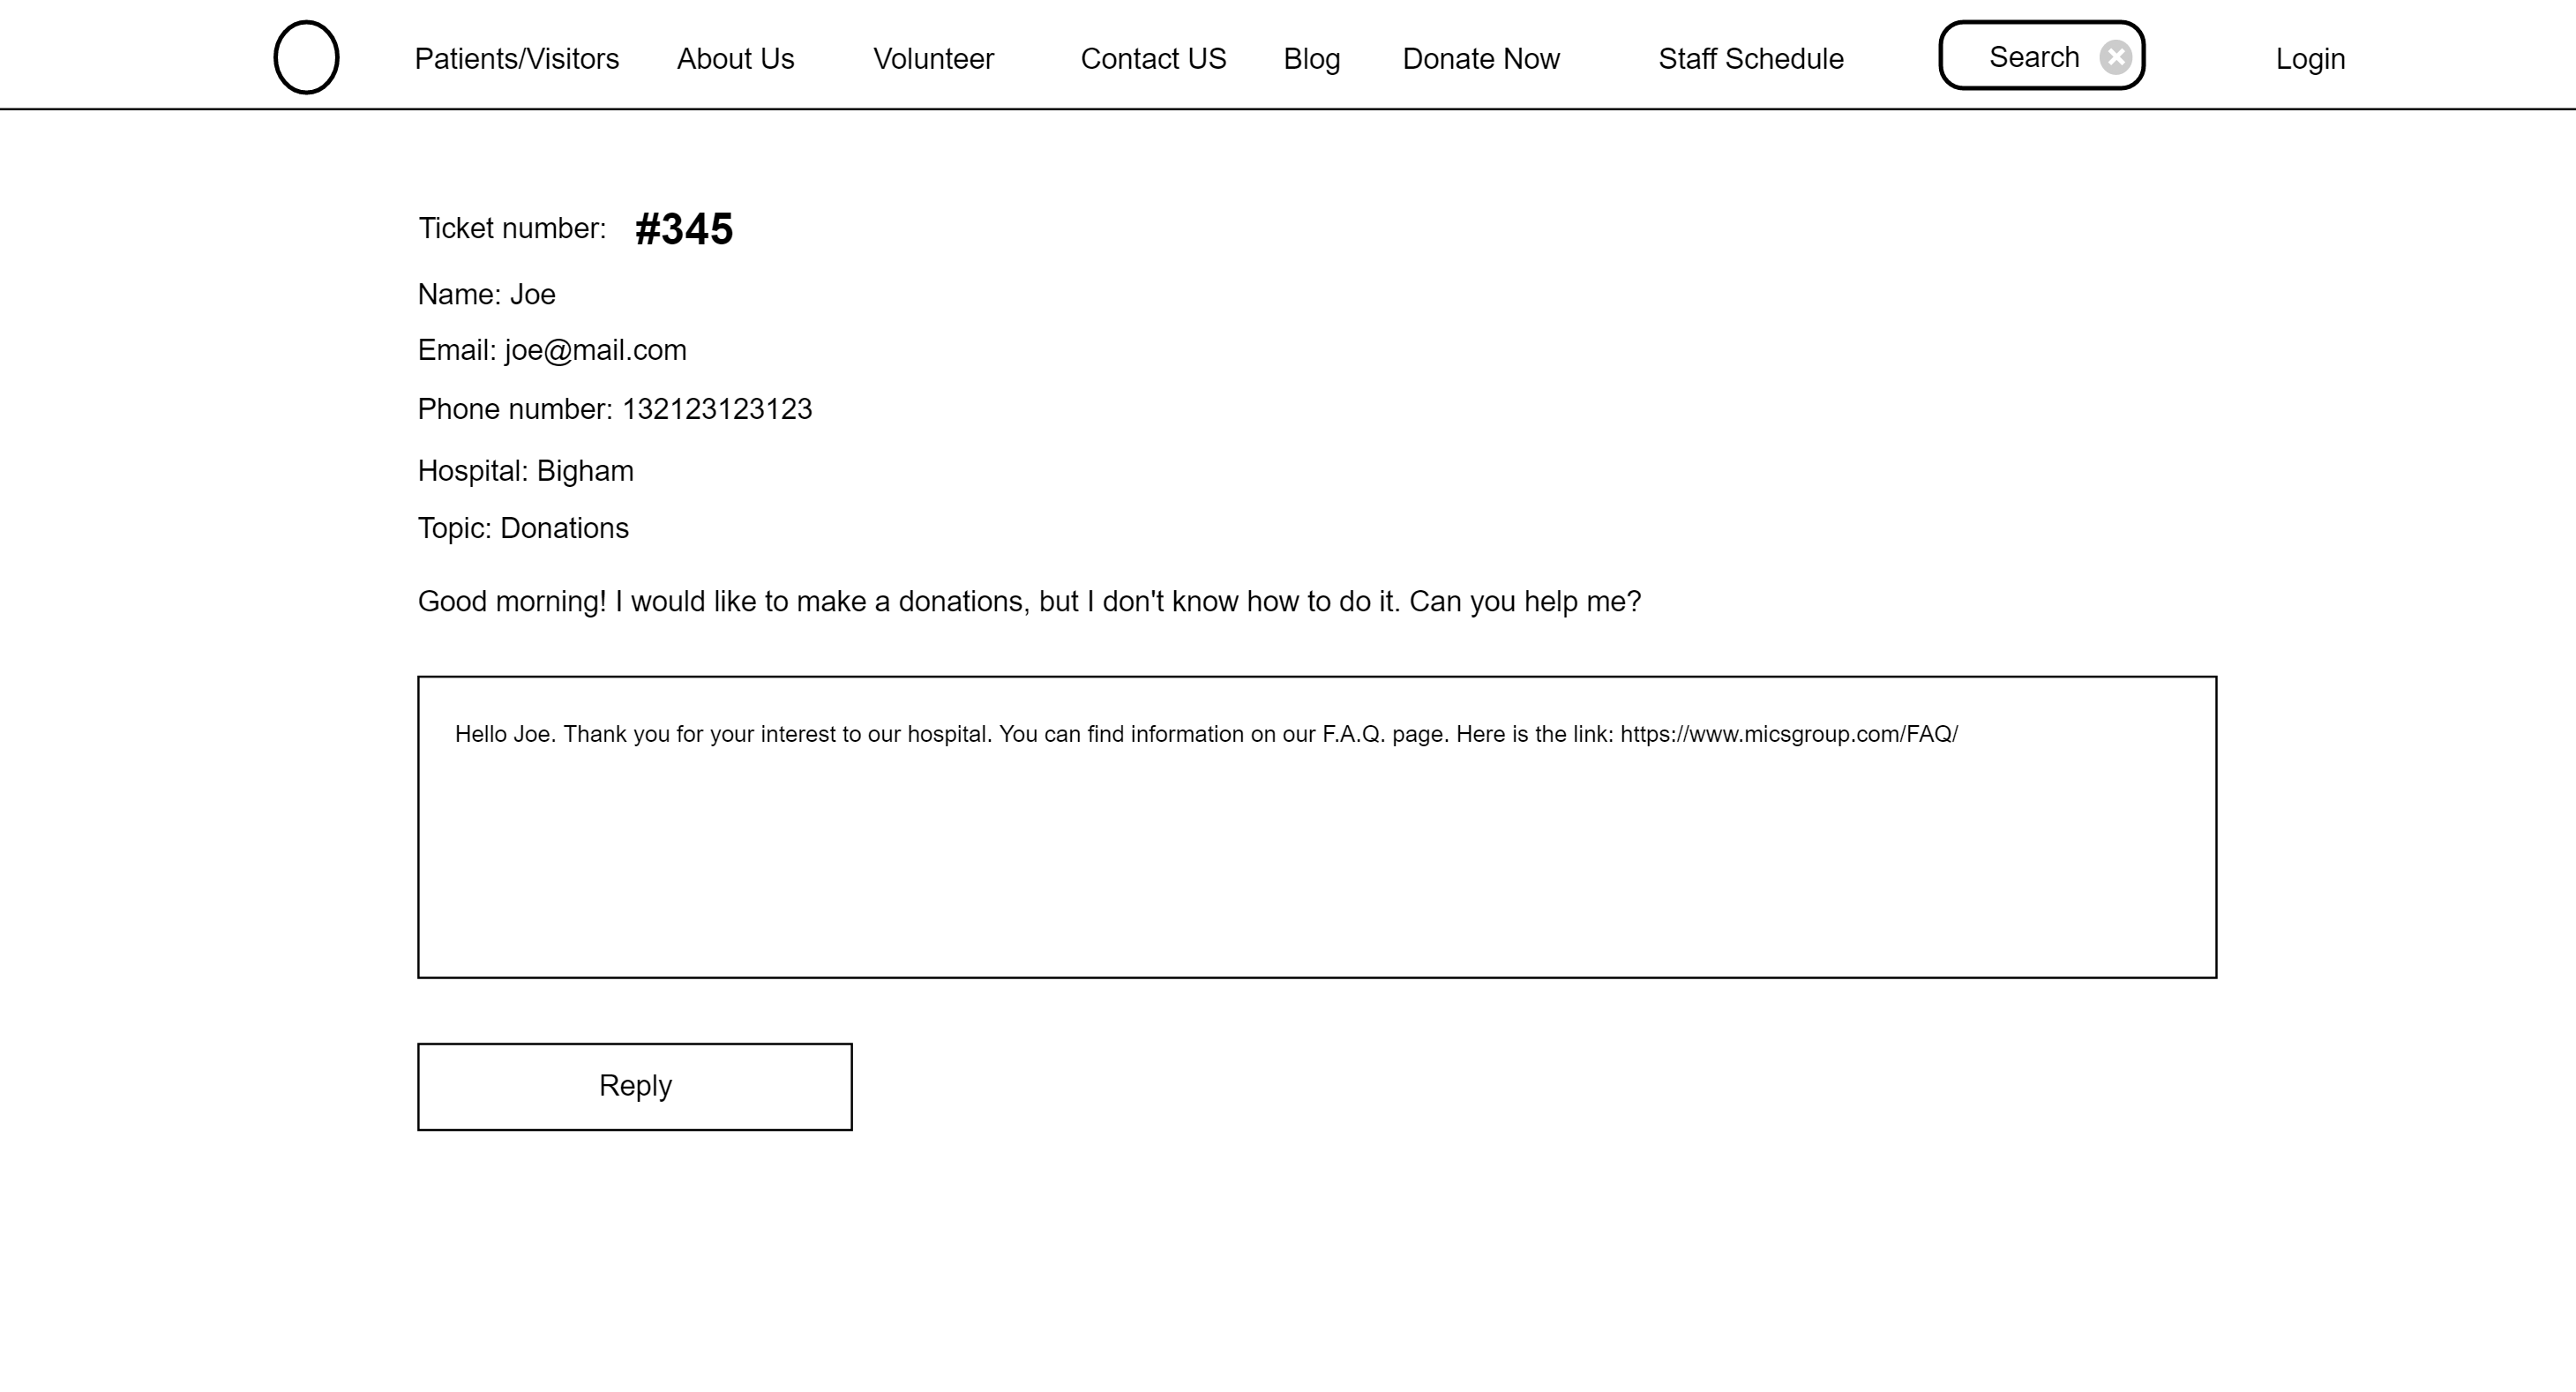 Patients/Visitors About Us Volunteer Contact US Blog Donate Now Staff Schedule Search Login
Ticket number: #345
Name: Joe
Email: joe@mail.com
Phone number: 132123123123
Hospital: Bigham
Topic: Donations
Good morning! I would like to make a donations, but I don't know how to do it. Can you help me?
Hello Joe. Thank you for your interest to our hospital. You can find information on our F.A.Q. page. Here is the link: https://www.micsgroup.com/FAQ/
Reply